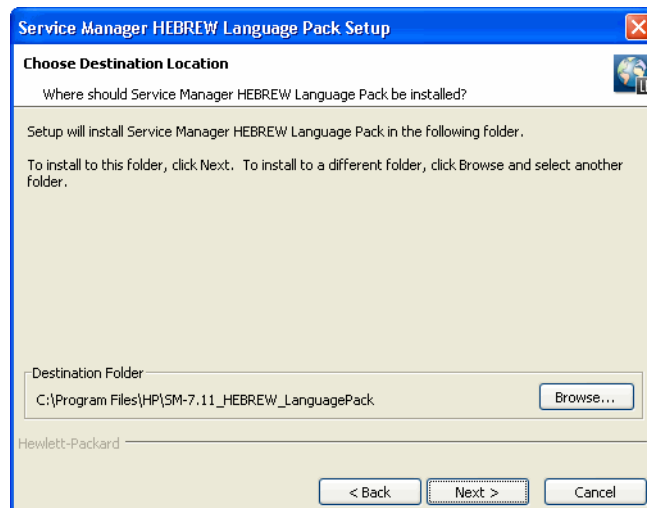 Service Manager HEBREW Language Pack Setup
Choose Destination Location
Where should Service Manager HEBREW Language Pack be installed?
Setup will install Service Manager HEBREW Language Pack in the following folder.
To install to this folder, click Next. To install to a different folder, click Browse and select another
folder.
Destination Folder
C:\Program Files\HP\SM-7.11_HEBREW_LanguagePack
Browse...
Hewlett-Packard
< Back
Next >
Cancel